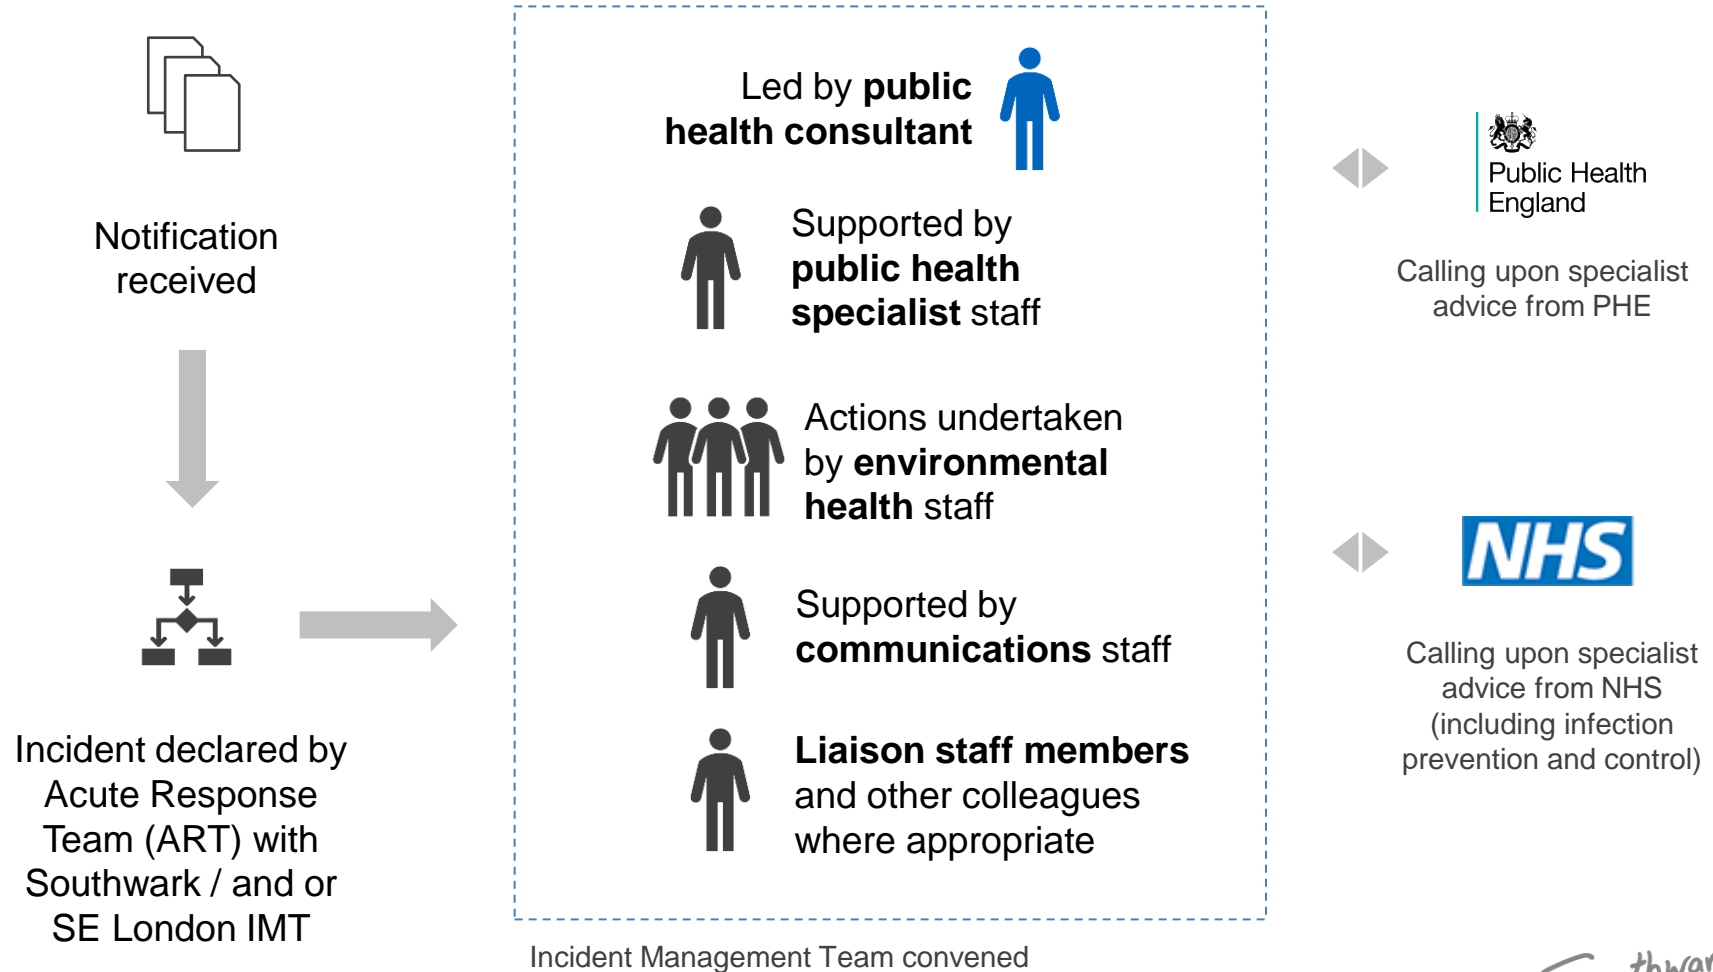 Notification
received
Incident declared by
Acute Response
Team (ART) with
Southwark / and or
SE London IMT
Led by public
health consultant
Supported by
public health
specialist staff
Actions undertaken
by environmental
health staff
Supported by
communications staff
Liaison staff members
and other colleagues
where appropriate
Incident Management Team convened
Public Health
England
Calling upon specialist
advice from PHE
NHS
Calling upon specialist
advice from NHS
(including infection
prevention and control)